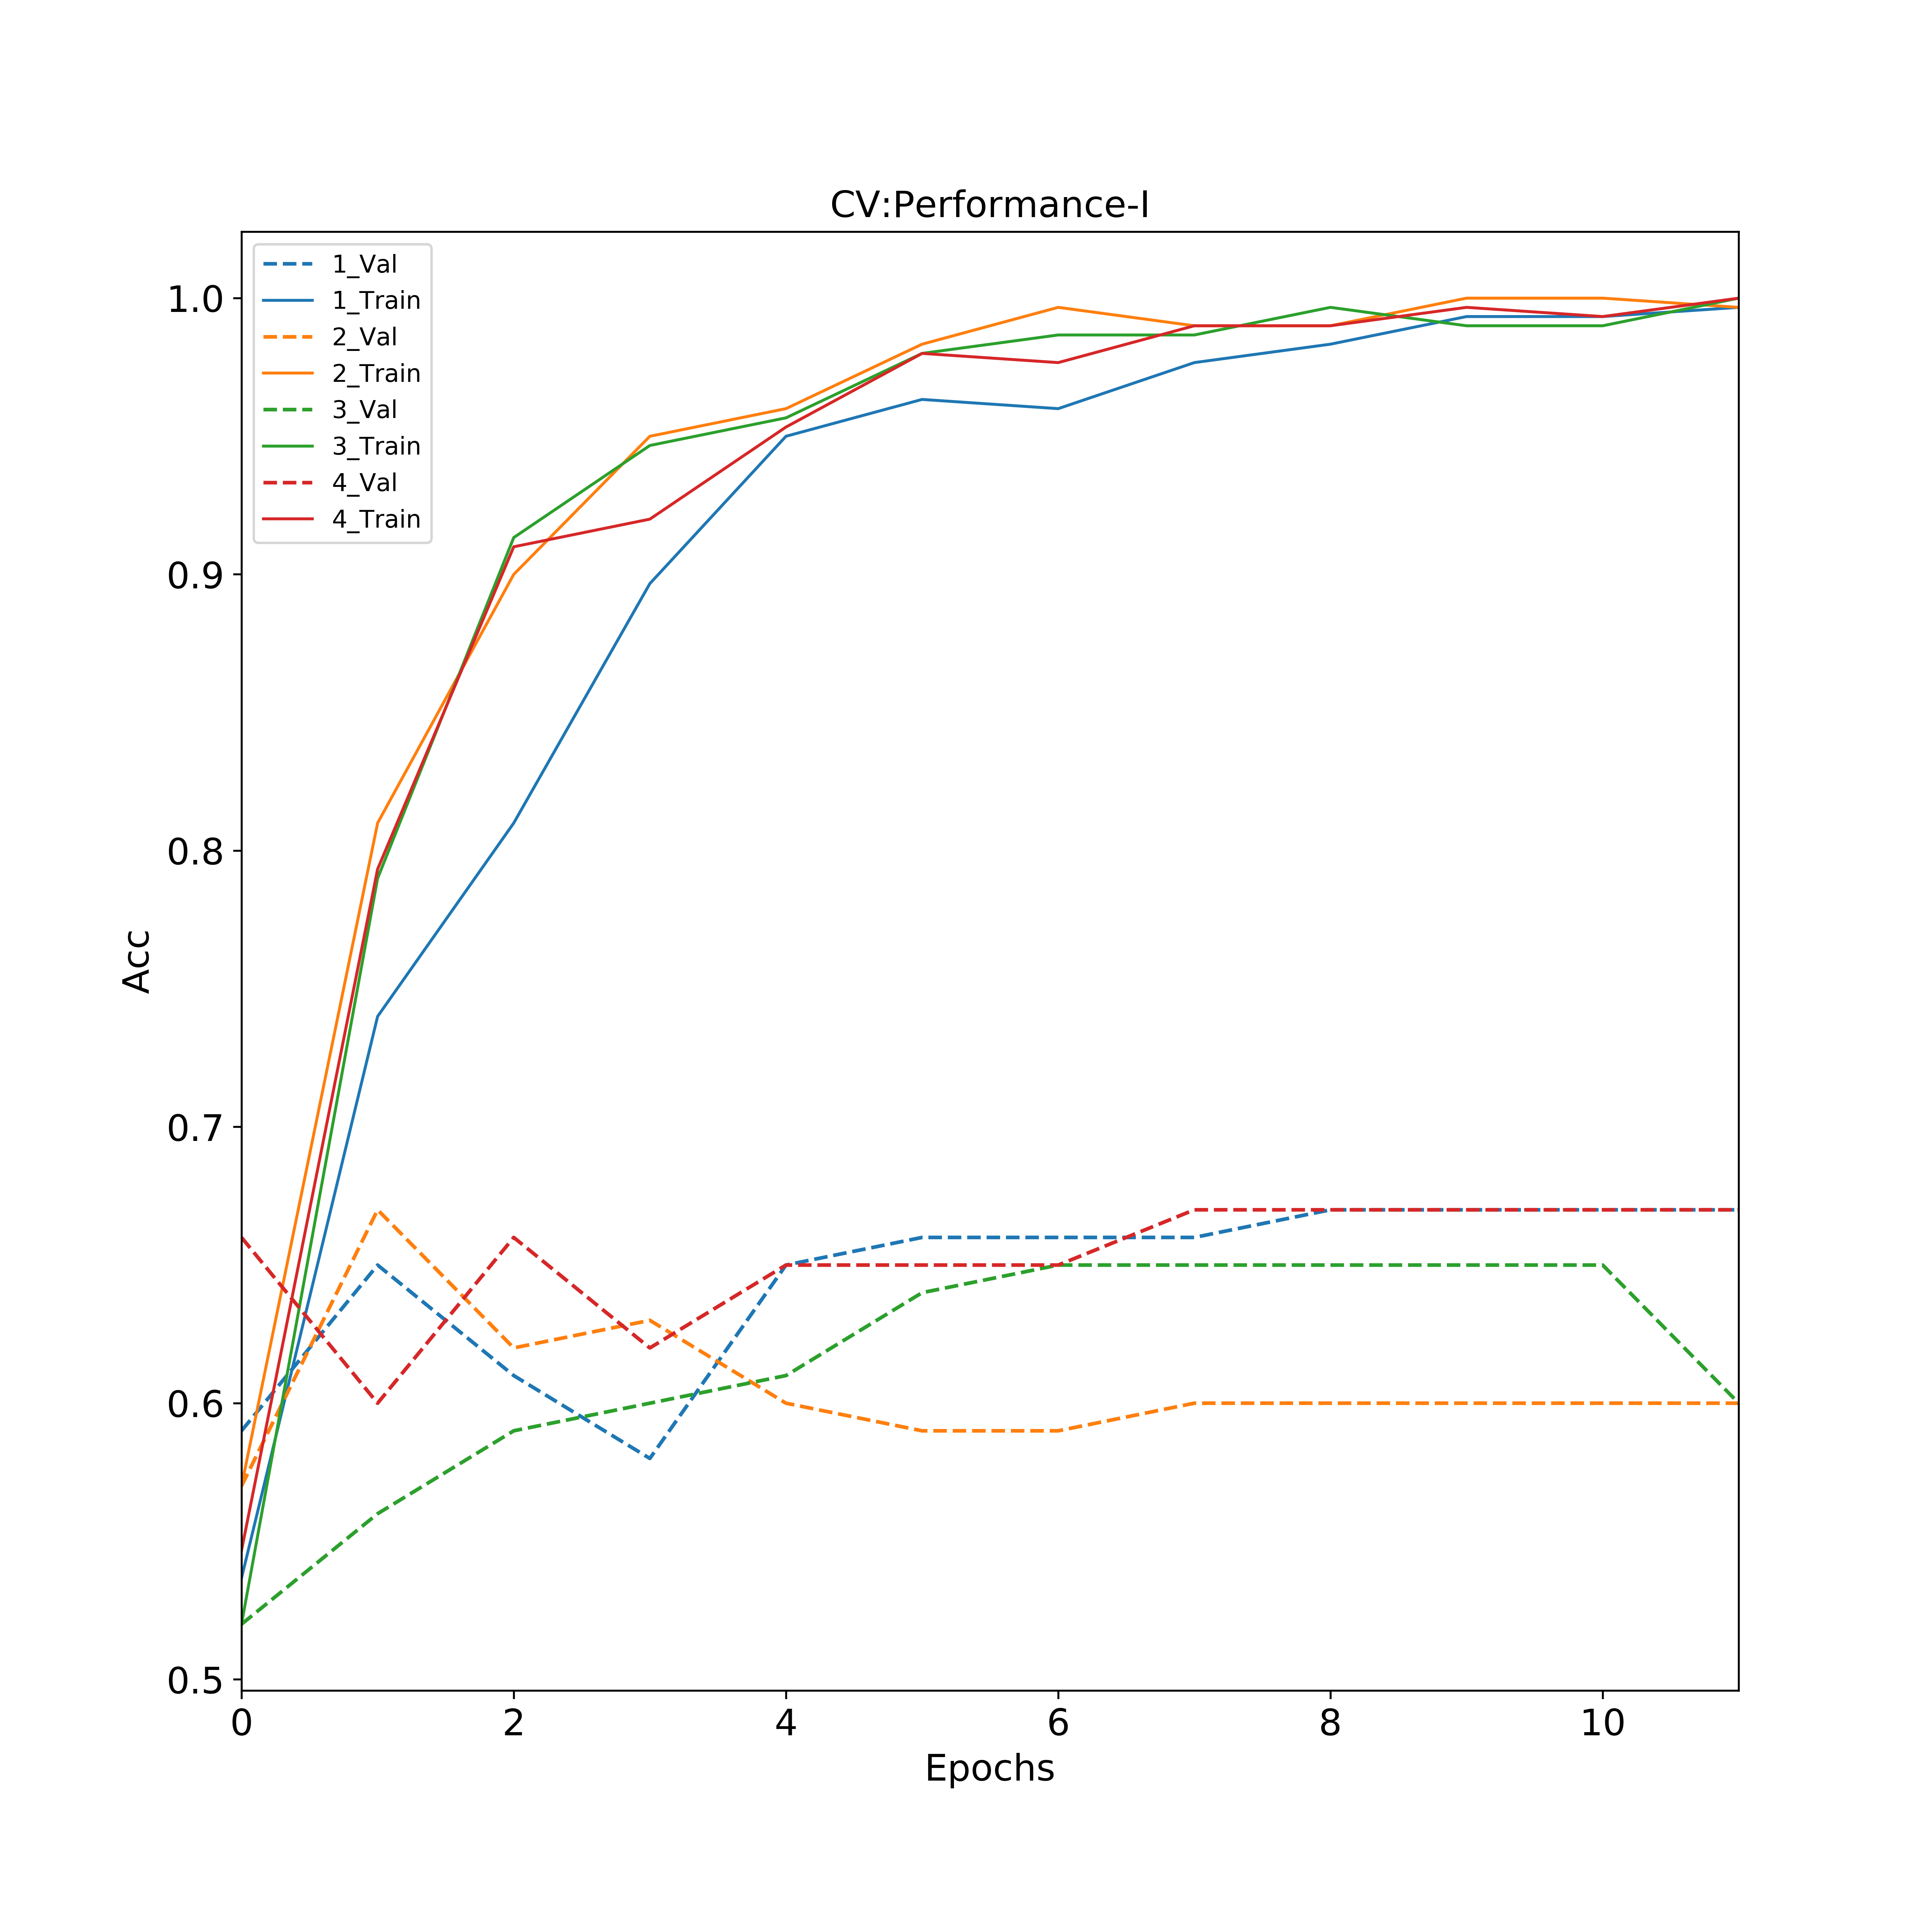 CV:Performance-I
1_Val
1_Train
2_Val
2_Train
3_Val
3_Train
4_Val
4_Train
1.0
0.9
0.8
0.7
0.6
0.5
Acc
0 2 4 6 8 10
Epochs